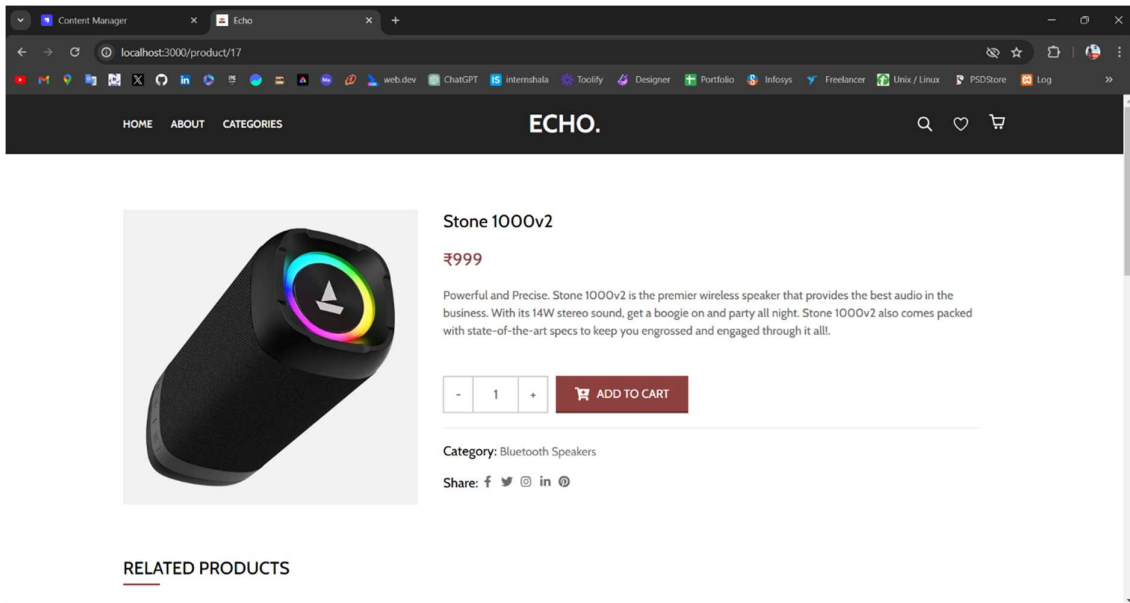 Content Manager
Echo
localhost:3000/product/17
web.dev
ChatGPT
IS internshala
Toolify
Designer
Portfolio
Infosys
Freelancer
Unix / Linux
PSDStore
Log
HOME ABOUT CATEGORIES
ECHO.
Stone 1000v2
₹999
Powerful and Precise. Stone 1000v2 is the premier wireless speaker that provides the best audio in the
business. With its 14W stereo sound, get a boogie on and party all night. Stone 1000v2 also comes packed
with state-of-the-art specs to keep you engrossed and engaged through it all!.
- 1 +
ADD TO CART
Category: Bluetooth Speakers
Share:
RELATED PRODUCTS